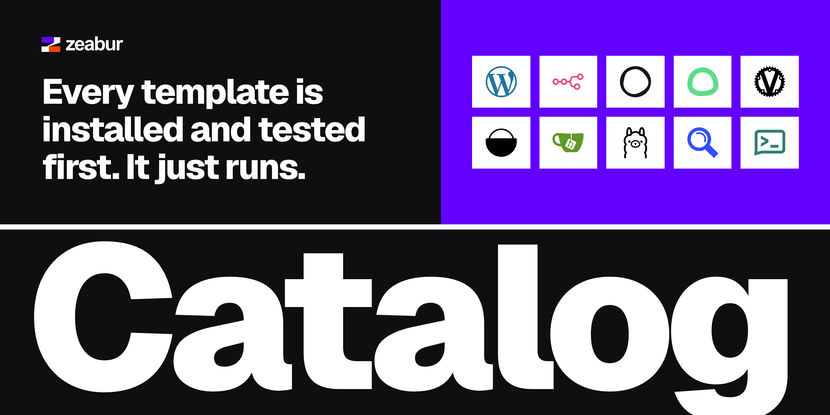 zeabur
Every template is
installed and tested
first. It just runs.
Catalog